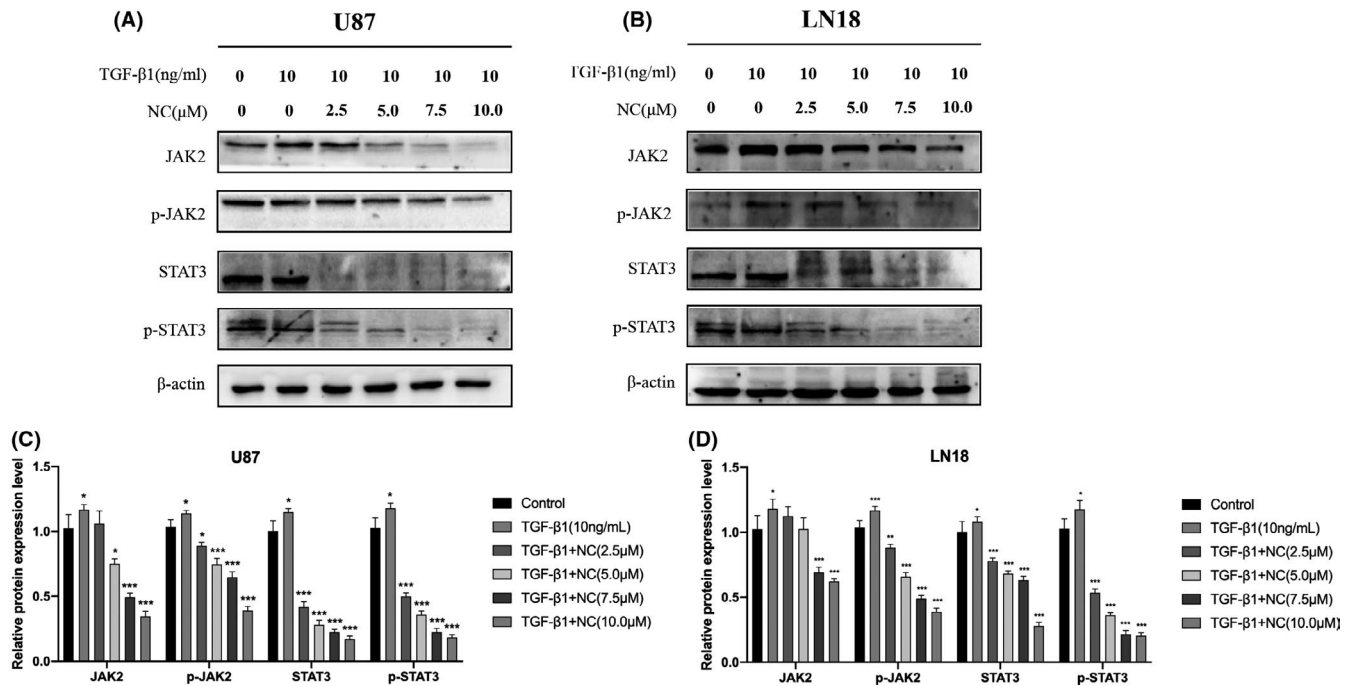 (A)
U87
TGF-β1(ng/ml) 0 10 10 10 10 10
NC(μM) 0 0 2.5 5.0 7.5 10.0
JAK2
p-JAK2
STAT3
p-STAT3
β-actin
(B)
LN18
TGF-β1(ng/ml) 0 10 10 10 10 10
NC(μM) 0 0 2.5 5.0 7.5 10.0
JAK2
p-JAK2
STAT3
p-STAT3
β-actin
(C)
U87
Relative protein expression level
1.5
1.0
0.5
0.0
* * *** ***
* * *** *** ***
* *** *** *** ***
* *** *** *** ***
JAK2 p-JAK2 STAT3 p-STAT3
Control
TGF-β1(10ng/mL)
TGF-β1+NC(2.5μM)
TGF-β1+NC(5.0μM)
TGF-β1+NC(7.5μM)
TGF-β1+NC(10.0μM)
(D)
LN18
Relative protein expression level
1.5
1.0
0.5
0.0
* *** ***
*** ** *** *** ***
* *** *** *** ***
* *** *** *** ***
JAK2 p-JAK2 STAT3 p-STAT3
Control
TGF-β1(10ng/mL)
TGF-β1+NC(2.5μM)
TGF-β1+NC(5.0μM)
TGF-β1+NC(7.5μM)
TGF-β1+NC(10.0μM)